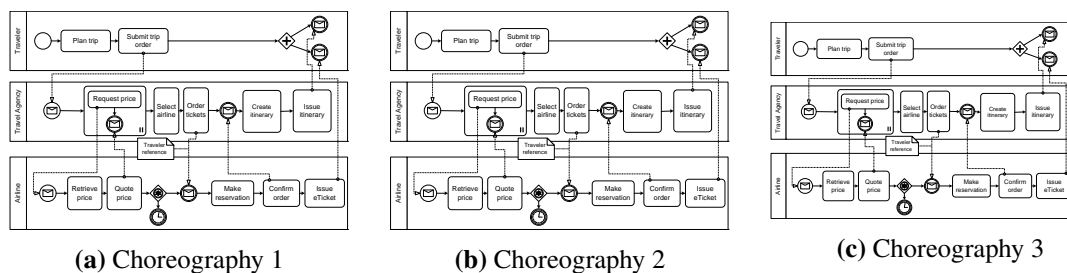 Traveler
Plan trip
Submit trip
order
Travel Agency
Request price
Select
airline
Order
tickets
Create
itinerary
Issue
itinerary
Traveler
reference
Airline
Retrieve
price
Quote
price
Make
reservation
Confirm
order
Issue
eTicket
(a) Choreography 1
Traveler
Plan trip
Submit trip
order
Travel Agency
Request price
Select
airline
Order
tickets
Create
itinerary
Issue
itinerary
Traveler
reference
Airline
Retrieve
price
Quote
price
Make
reservation
Confirm
order
Issue
eTicket
(b) Choreography 2
Traveler
Plan trip
Submit trip
order
Travel Agency
Request price
Select
airline
Order
tickets
Create
itinerary
Issue
itinerary
Traveler
reference
Airline
Retrieve
price
Quote
price
Make
reservation
Confirm
order
Issue
eTicket
(c) Choreography 3